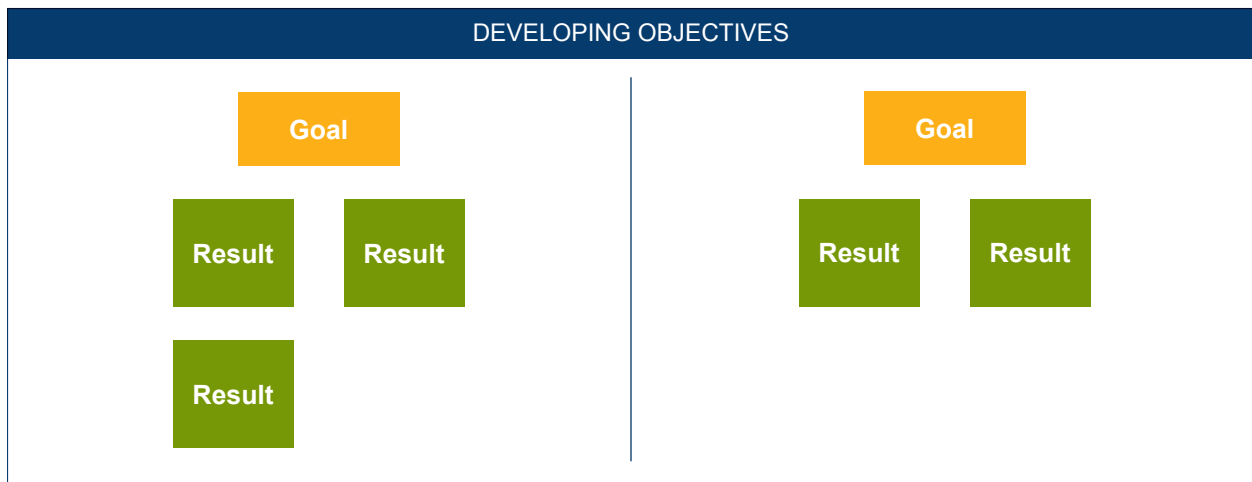 DEVELOPING OBJECTIVES
Goal
Result Result
Result
Goal
Result Result